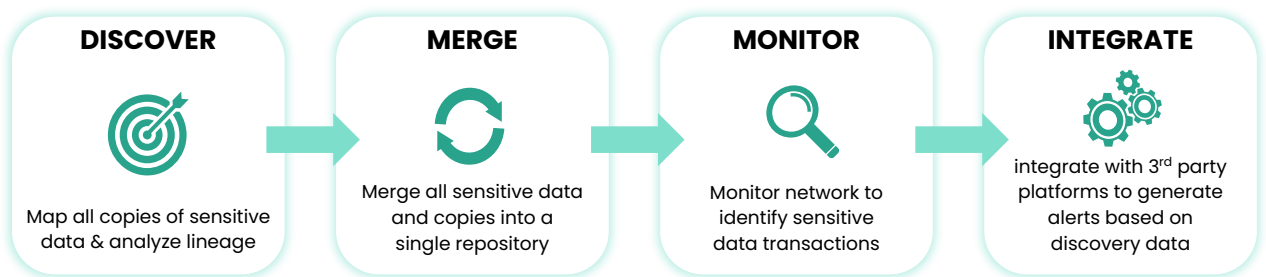 DISCOVER
Map all copies of sensitive
data & analyze lineage
MERGE
Merge all sensitive data
and copies into a
single repository
MONITOR
Monitor network to
identify sensitive
data transactions
INTEGRATE
integrate with 3rd party
platforms to generate
alerts based on
discovery data